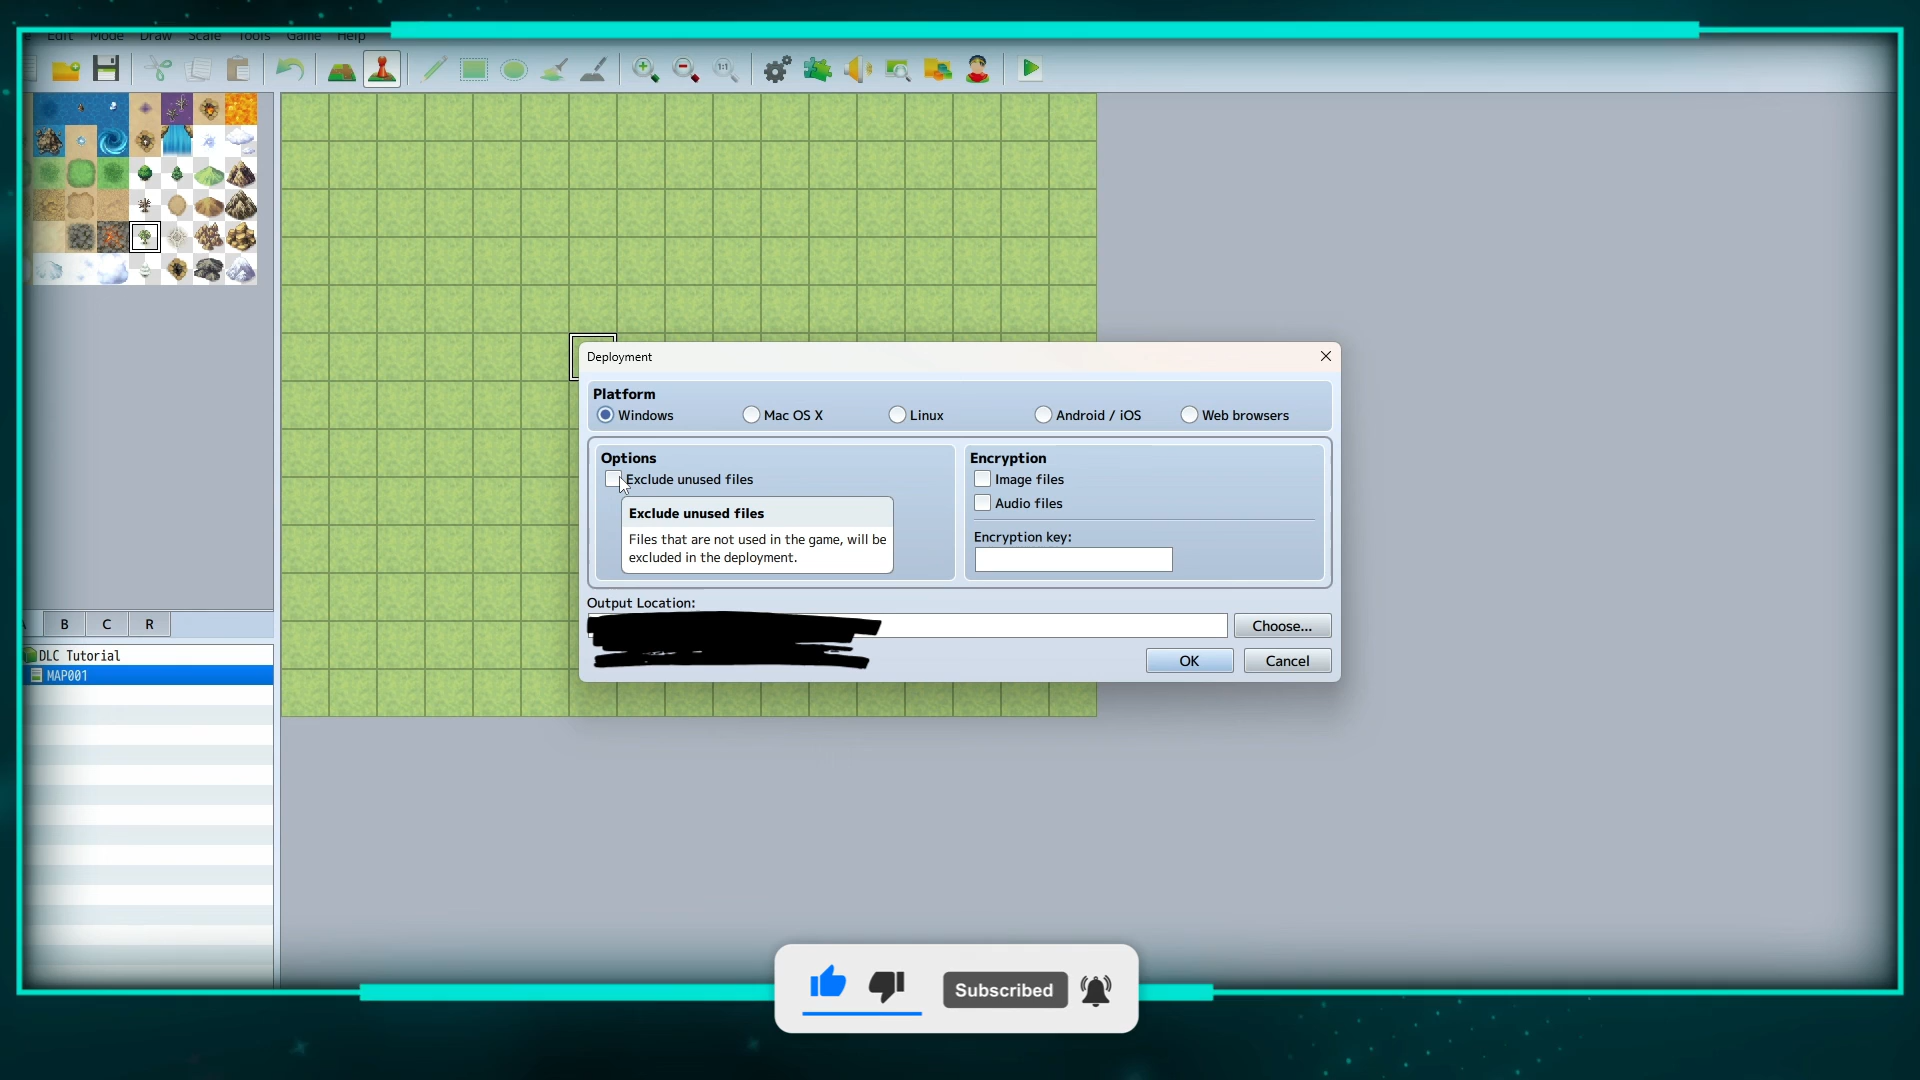 Edit Mode Draw Scale Tools Game Help
1:1
Deployment
Platform
Windows Mac OS X Linux Android / iOS Web browsers
Options
Exclude unused files
Exclude unused files
Files that are not used in the game, will be
excluded in the deployment.
Encryption
Image files
Audio files
Encryption key:
Output Location:
Choose...
OK Cancel
B C R
DLC Tutorial
MAP001
Subscribed